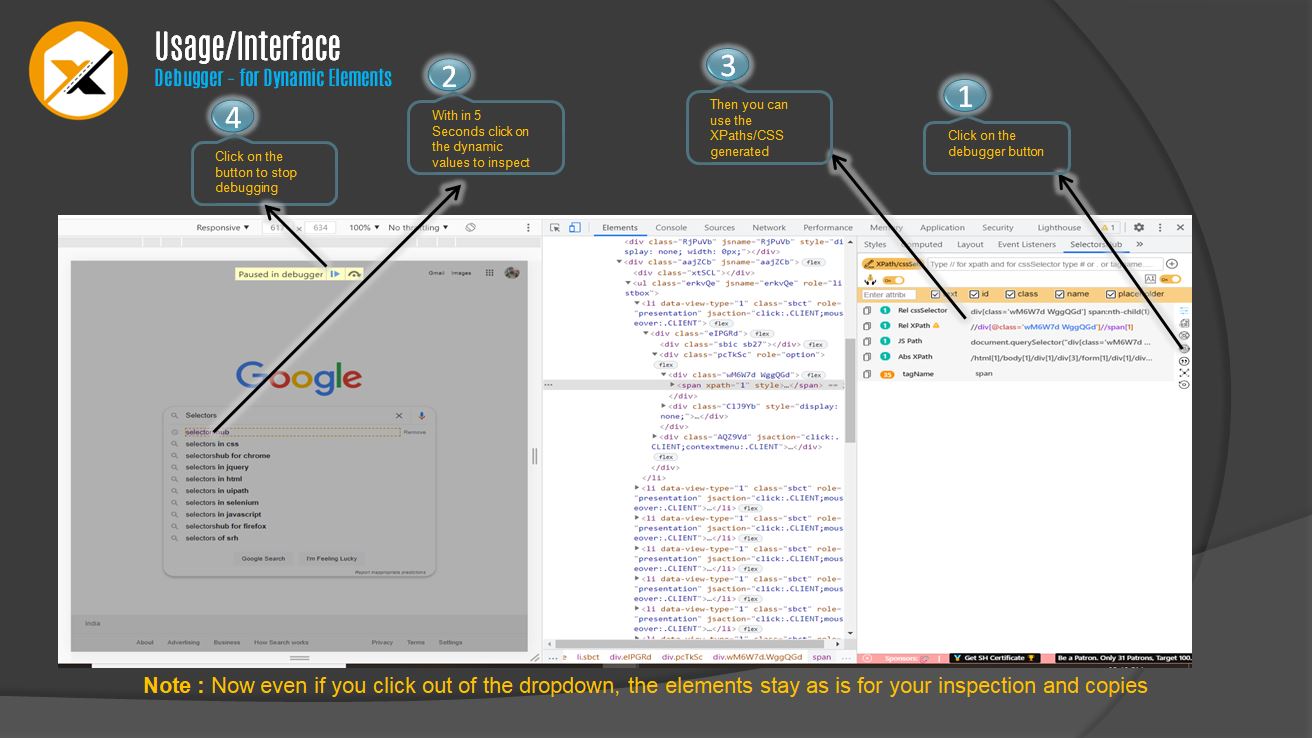 Usage/Interface
Debugger – for Dynamic Elements
4
Click on the
button to stop
debugging
2
With in 5
Seconds click on
the dynamic
values to inspect
3
Then you can
use the
XPaths/CSS
generated
1
Click on the
debugger button
Responsive ▼ × 634 100% ▼ No throttling ▼
Paused in debugger
Gmail Images
Google
Selectors
selectorshub Remove
selectors in css
selectorshub for chrome
selectors in jquery
selectors in html
selectors in uipath
selectors in selenium
selectors in javascript
selectorshub for firefox
selectors of srh
Google Search I'm Feeling Lucky
Report inappropriate predictions
India
About Advertising Business How Search works Privacy Terms Settings
Elements Console Sources Network Performance Memory Application Security Lighthouse 1
<div class="RjPuVb" jsname="RjPuVb" style="di
splay: none; width: 0px;"></div>
▼<div class="aajZCb" jsname="aajZCb"> flex
<div class="xtSCL"></div>
▼<ul class="erkvQe" jsname="erkvQe" role="li
stbox">
▼<li data-view-type="1" class="sbct" role=
"presentation" jsaction="click:.CLIENT;mous
eover:.CLIENT"> flex
▼<div class="eIPGRd"> flex
<div class="sbic sb27"></div> flex
▼<div class="pcTkSc" role="option">
flex
▼<div class="wM6W7d WggQGd"> flex
▶<span xpath="1" style>…</span> ==
</div>
▶<div class="ClJ9Yb" style="display:
none;">…</div>
</div>
▶<div class="AQZ9Vd" jsaction="click:.
CLIENT;contextmenu:.CLIENT">…</div>
flex
</div>
</li>
▶<li data-view-type="1" class="sbct" role=
"presentation" jsaction="click:.CLIENT;mous
eover:.CLIENT">…</li> flex
▶<li data-view-type="1" class="sbct" role=
"presentation" jsaction="click:.CLIENT;mous
eover:.CLIENT">…</li> flex
▶<li data-view-type="1" class="sbct" role=
"presentation" jsaction="click:.CLIENT;mous
eover:.CLIENT">…</li> flex
▶<li data-view-type="1" class="sbct" role=
"presentation" jsaction="click:.CLIENT;mous
eover:.CLIENT">…</li> flex
▶<li data-view-type="1" class="sbct" role=
"presentation" jsaction="click:.CLIENT;mous
eover:.CLIENT">…</li> flex
… e li.sbct div.eIPGRd div.pcTkSc div.wM6W7d.WggQGd span …
Styles Computed Layout Event Listeners SelectorsHub »
XPath/cssSele Type // for xpath and for cssSelector type # or . or tagname
On AI On
Enter attribu text id class name placeholder
1 Rel cssSelector div[class='wM6W7d WggQGd'] span:nth-child(1)
1 Rel XPath //div[@class='wM6W7d WggQGd']//span[1]
1 JS Path document.querySelector("div[class='wM6W7d ...
1 Abs XPath /html[1]/body[1]/div[1]/div[3]/form[1]/div[1]/div...
35 tagName span
Sponsors: Get SH Certificate Be a Patron. Only 31 Patrons, Target 100.
Note : Now even if you click out of the dropdown, the elements stay as is for your inspection and copies